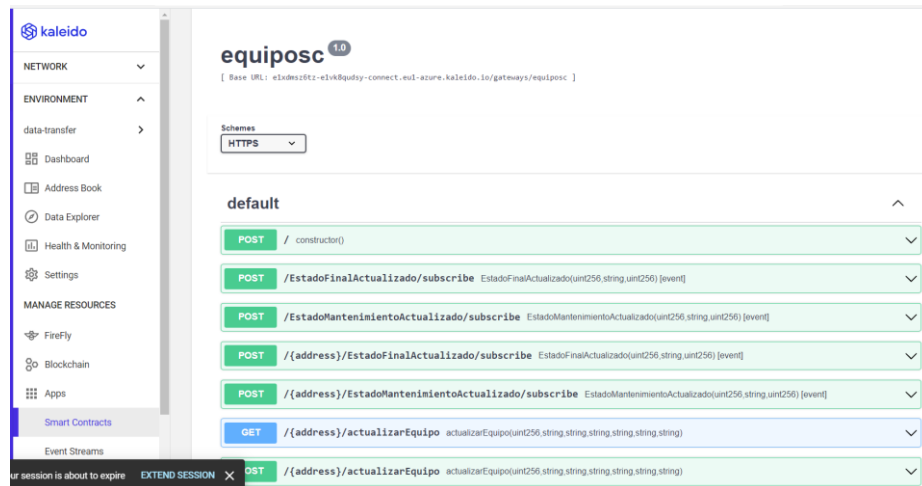 kaleido
NETWORK
ENVIRONMENT
data-transfer
Dashboard
Address Book
Data Explorer
Health & Monitoring
Settings
MANAGE RESOURCES
FireFly
Blockchain
Apps
Smart Contracts
Event Streams
ur session is about to expire EXTEND SESSION
equiposc 1.0
[ Base URL: e1xdmsz6tz-e1vk8qudsy-connect.eu1-azure.kaleido.io/gateways/equiposc ]
Schemes
HTTPS
default
POST / constructor()
POST /EstadoFinalActualizado/subscribe EstadoFinalActualizado(uint256,string,uint256) [event]
POST /EstadoMantenimientoActualizado/subscribe EstadoMantenimientoActualizado(uint256,string,uint256) [event]
POST /{address}/EstadoFinalActualizado/subscribe EstadoFinalActualizado(uint256,string,uint256) [event]
POST /{address}/EstadoMantenimientoActualizado/subscribe EstadoMantenimientoActualizado(uint256,string,uint256) [event]
GET /{address}/actualizarEquipo actualizarEquipo(uint256,string,string,string,string,string,string)
OST /{address}/actualizarEquipo actualizarEquipo(uint256,string,string,string,string,string,string)